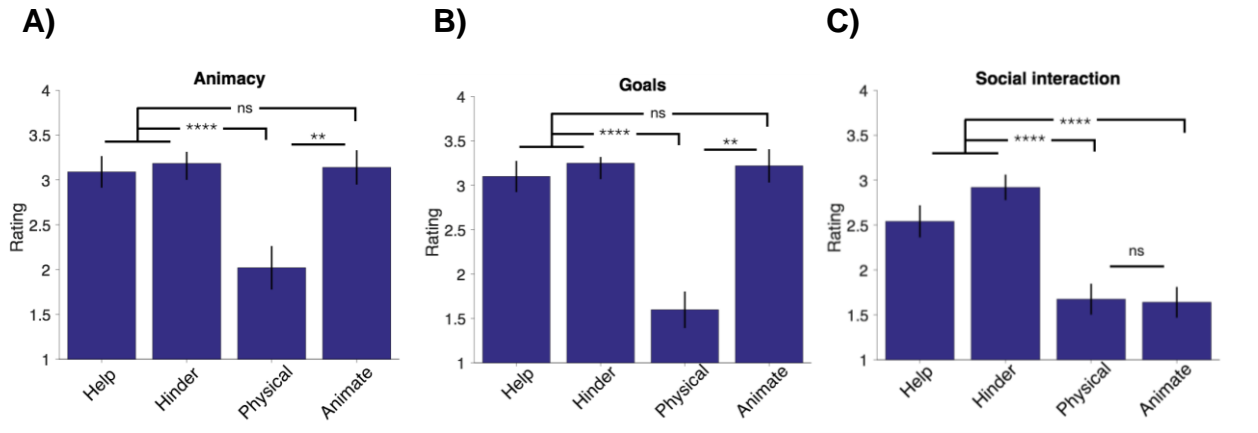 A)
B)
C)
Animacy
Rating
4
3.5
3
2.5
2
1.5
1
ns
****
**
Help
Hinder
Physical
Animate
Goals
Rating
4
3.5
3
2.5
2
1.5
1
ns
****
**
Help
Hinder
Physical
Animate
Social interaction
Rating
4
3.5
3
2.5
2
1.5
1
****
****
ns
Help
Hinder
Physical
Animate